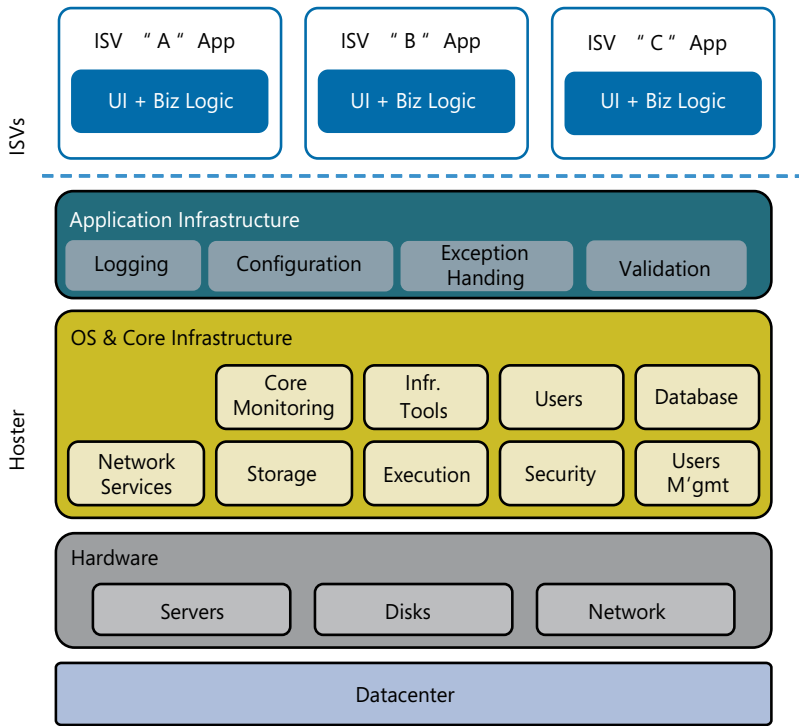 ISV “ A “ App
UI + Biz Logic
ISV “ B “ App
UI + Biz Logic
ISV “ C “ App
UI + Biz Logic
ISVs
Application Infrastructure
Logging
Configuration
Exception
Handing
Validation
Hoster
OS & Core Infrastructure
Core
Monitoring
Infr.
Tools
Users
Database
Network
Services
Storage
Execution
Security
Users
M‘gmt
Hardware
Servers
Disks
Network
Datacenter